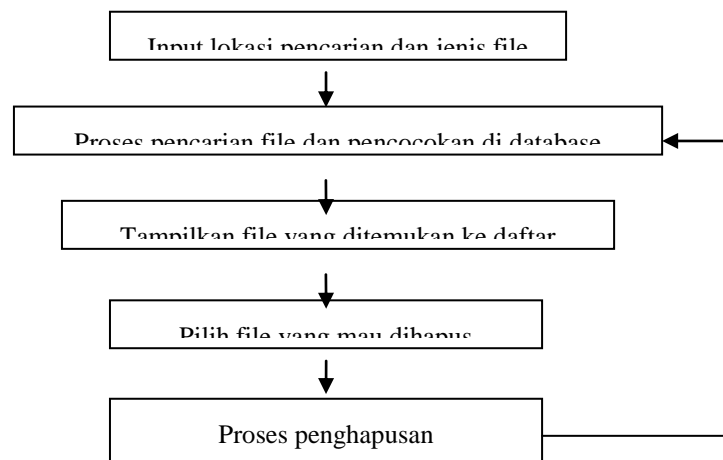 Input lokasi pencarian dan jenis file
Proses pencarian file dan pencocokan di database
Tampilkan file yang ditemukan ke daftar
Pilih file yang mau dihapus
Proses penghapusan